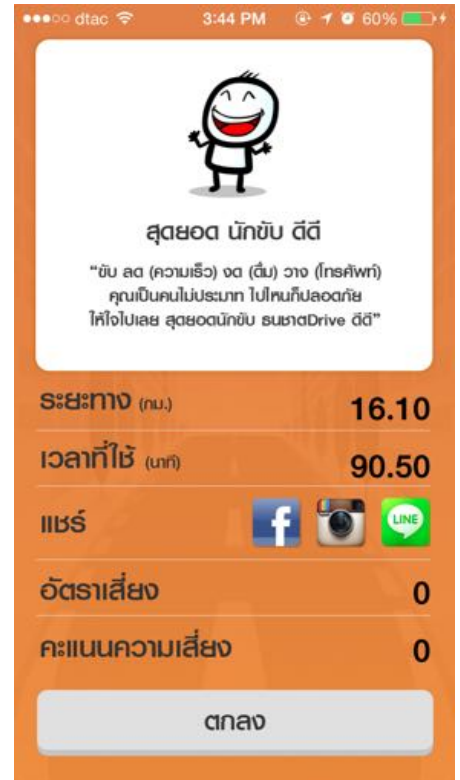 dtac 3:44 PM 60%
สุดยอด นักขับ ดีดี
“ขับ ลด (ความเร็ว) งด (ดื่ม) วาง (โทรศัพท์)
คุณเป็นคนไม่ประมาท ไปไหนก็ปลอดภัย
ให้ใจไปเลย สุดยอดนักขับ ธนชาตDrive ดีดี”
ระยะทาง (กม.) 16.10
เวลาที่ใช้ (นาที) 90.50
แชร์ f LINE
อัตราเสี่ยง 0
คะแนนความเสี่ยง 0
ตกลง